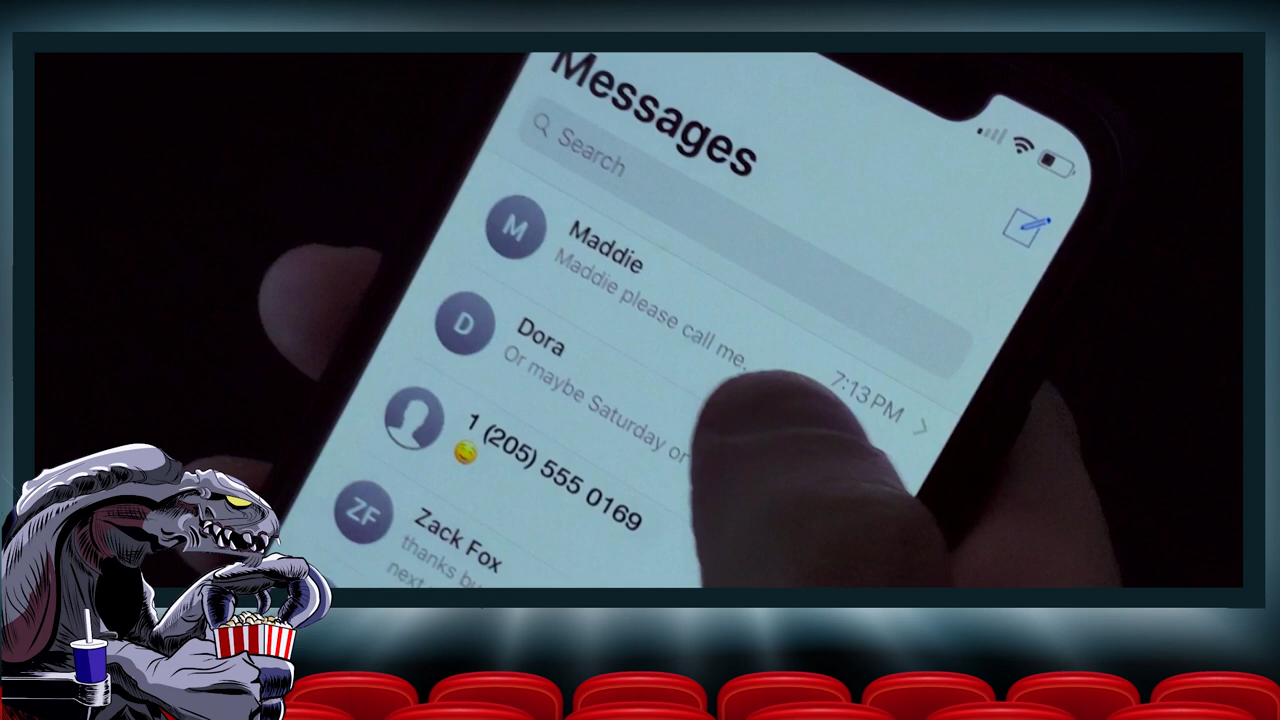 Messages
Search
M
Maddie
7:13 PM
Maddie please call me.
D
Dora
Or maybe Saturday or
1 (205) 555 0169
😊
ZF
Zack Fox
thanks
next